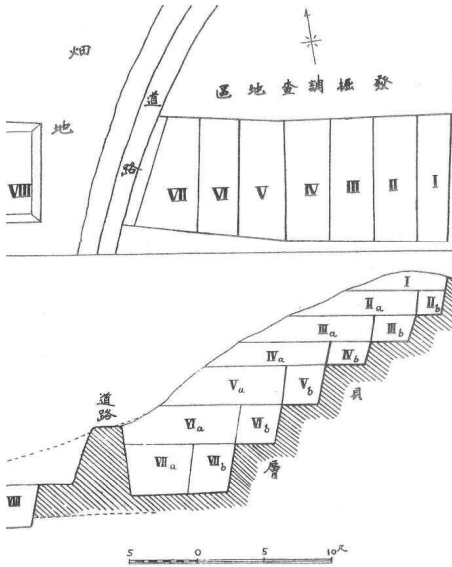 畑地
道路
發掘調查地區
VIII VII VI V IV III II I
I
IIa IIb
IIIa IIIb
IVa IVb
Va Vb
VIa VIb
VIIa VIIb
VIII
道路
貝層
5 0 5 10尺